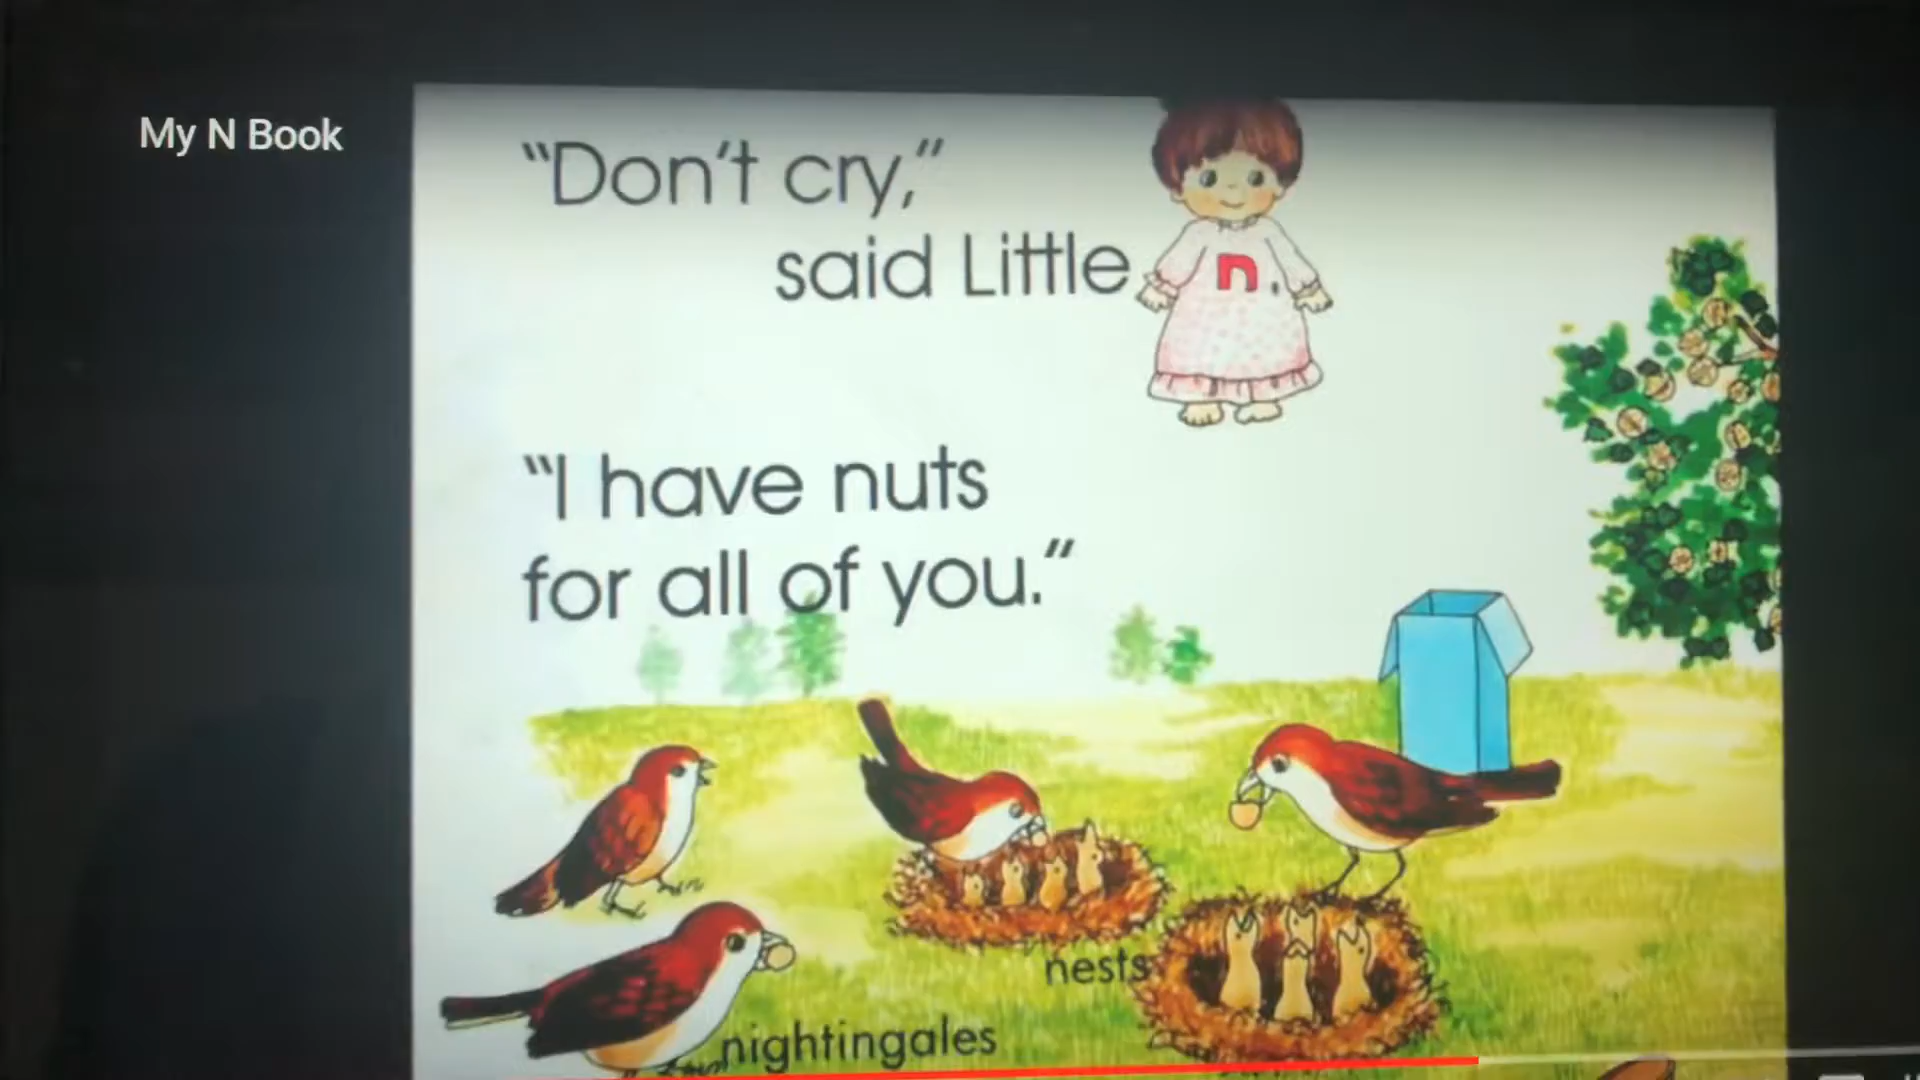 My N Book
"Don't cry,"
said Little
n.
"I have nuts
for all of you."
nests
nightingales